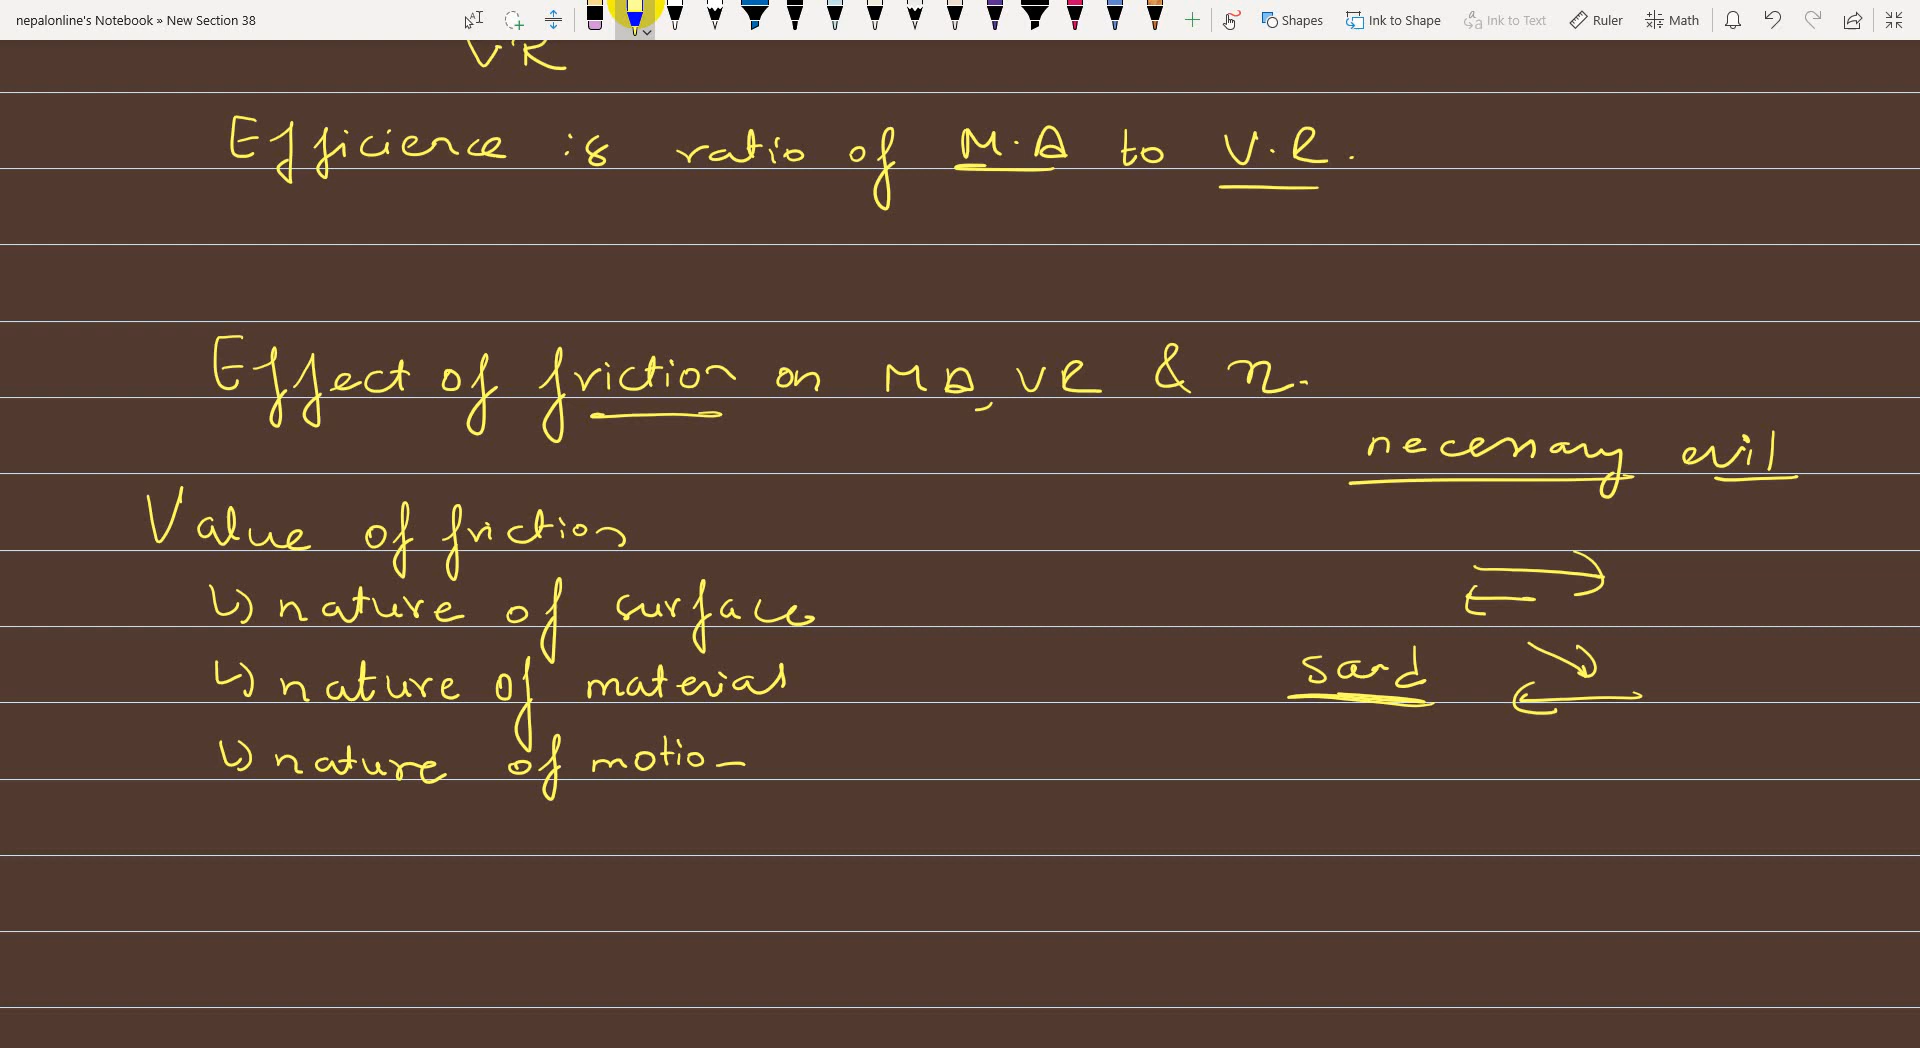 nepalonline's Notebook » New Section 38
Shapes Ink to Shape Ink to Text Ruler Math
VR
Efficience is ratio of M.A to V.R.
Effect of friction on MA, VR & η.
necessary evil
Value of friction
↳ nature of surface
↳ nature of material
sand
↳ nature of motion